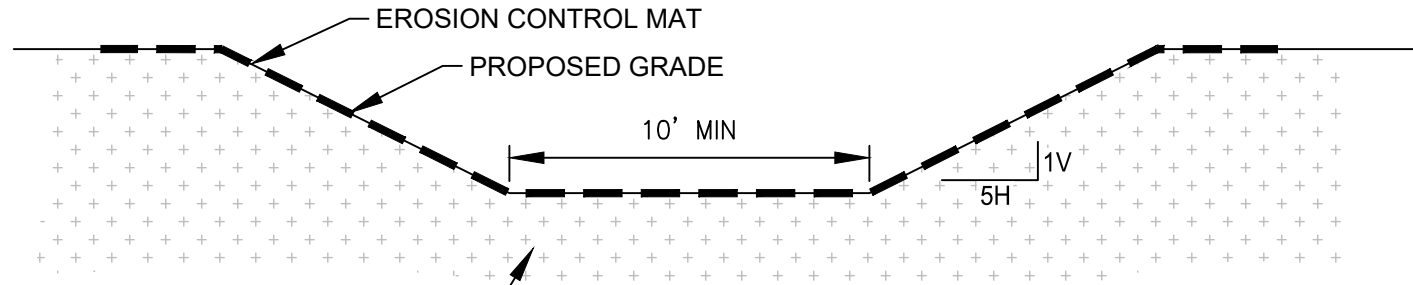 EROSION CONTROL MAT
PROPOSED GRADE
10' MIN
1V
5H